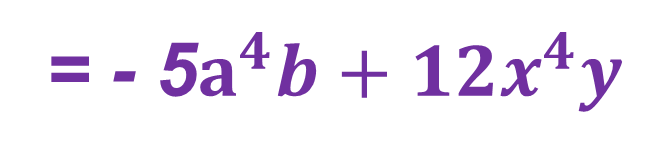 = - 5a⁴b + 12x⁴y